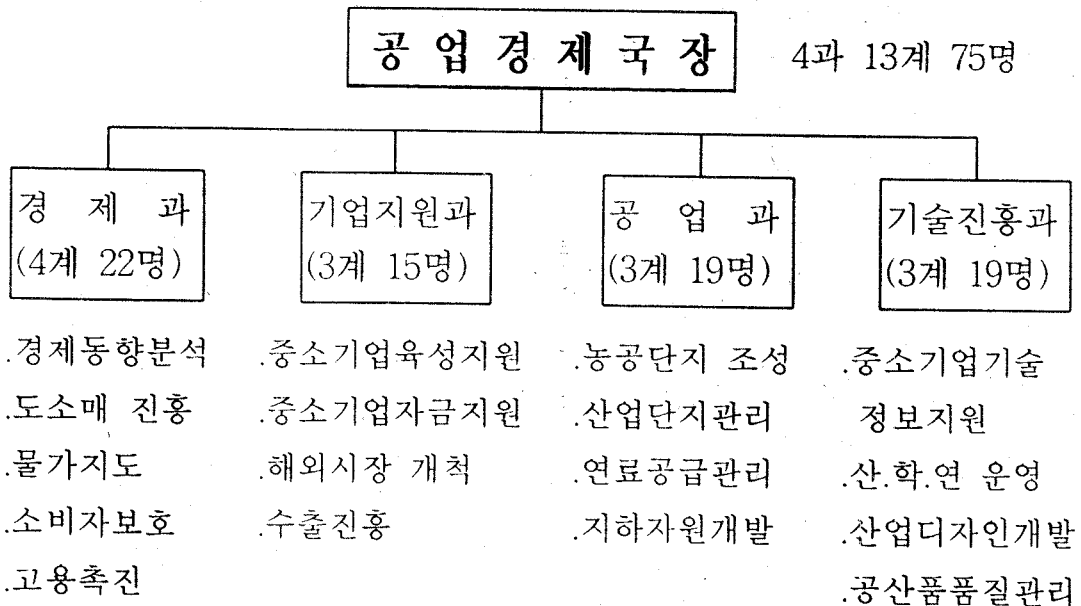 공 업 경 제 국 장
4과 13계 75명
경 제 과
(4계 22명)
기업지원과
(3계 15명)
공 업 과
(3계 19명)
기술진흥과
(3계 19명)
.경제동향분석
.도소매 진흥
.물가지도
.소비자보호
.고용촉진
.중소기업육성지원
.중소기업자금지원
.해외시장 개척
.수출진흥
.농공단지 조성
.산업단지관리
.연료공급관리
.지하자원개발
.중소기업기술
정보지원
.산.학.연 운영
.산업디자인개발
.공산품품질관리